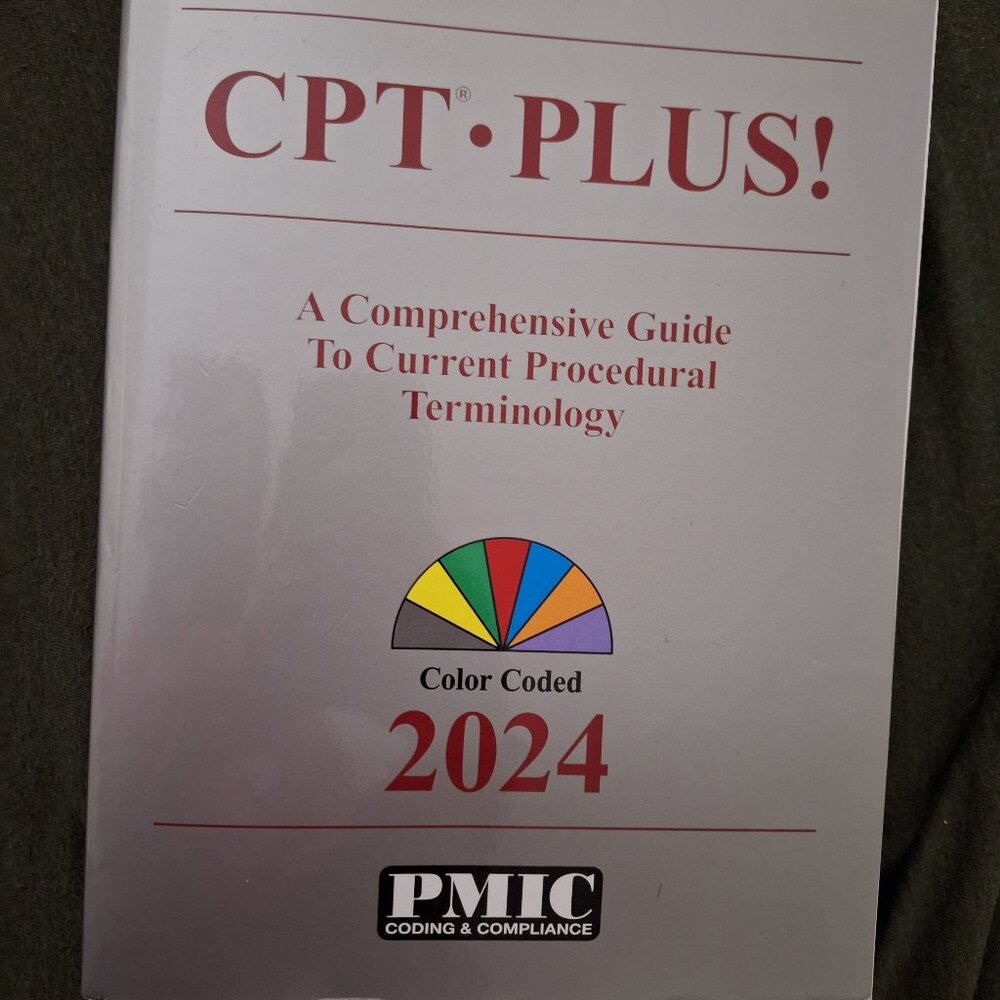 CPT® • PLUS!
A Comprehensive Guide
To Current Procedural
Terminology
Color Coded
2024
PMIC
CODING & COMPLIANCE